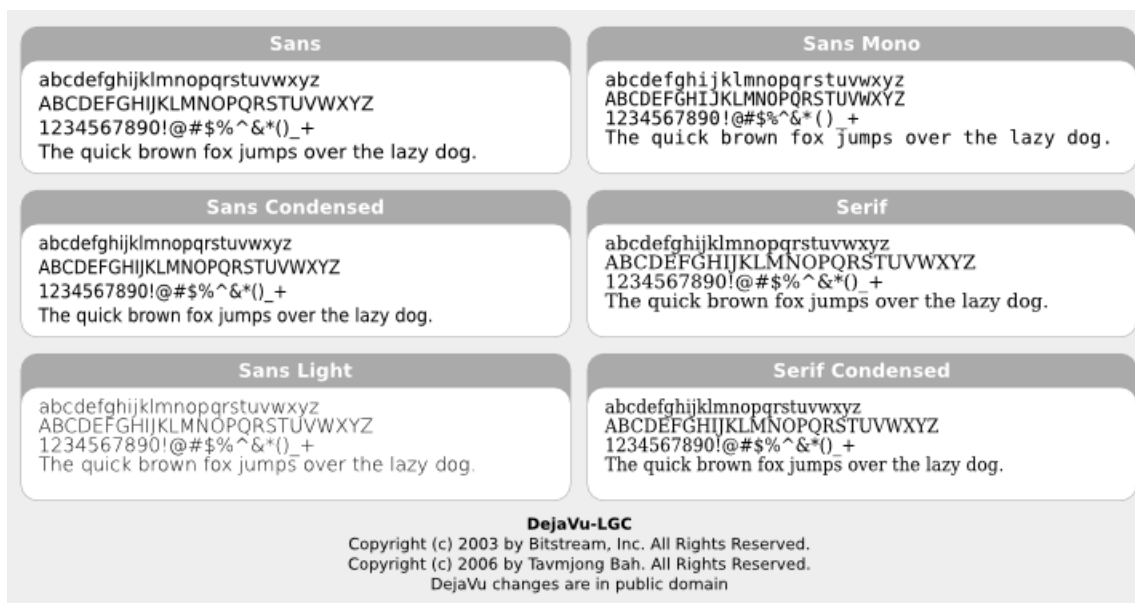 Sans
abcdefghijklmnopqrstuvwxyz
ABCDEFGHIJKLMNOPQRSTUVWXYZ
1234567890!@#$%^&*()_+
The quick brown fox jumps over the lazy dog.
Sans Mono
abcdefghijklmnopqrstuvwxyz
ABCDEFGHIJKLMNOPQRSTUVWXYZ
1234567890!@#$%^&*()_+
The quick brown fox jumps over the lazy dog.
Sans Condensed
abcdefghijklmnopqrstuvwxyz
ABCDEFGHIJKLMNOPQRSTUVWXYZ
1234567890!@#$%^&*()_+
The quick brown fox jumps over the lazy dog.
Serif
abcdefghijklmnopqrstuvwxyz
ABCDEFGHIJKLMNOPQRSTUVWXYZ
1234567890!@#$%^&*()_+
The quick brown fox jumps over the lazy dog.
Sans Light
abcdefghijklmnopqrstuvwxyz
ABCDEFGHIJKLMNOPQRSTUVWXYZ
1234567890!@#$%^&*()_+
The quick brown fox jumps over the lazy dog.
Serif Condensed
abcdefghijklmnopqrstuvwxyz
ABCDEFGHIJKLMNOPQRSTUVWXYZ
1234567890!@#$%^&*()_+
The quick brown fox jumps over the lazy dog.
DejaVu-LGC
Copyright (c) 2003 by Bitstream, Inc. All Rights Reserved.
Copyright (c) 2006 by Tavmjong Bah. All Rights Reserved.
DejaVu changes are in public domain